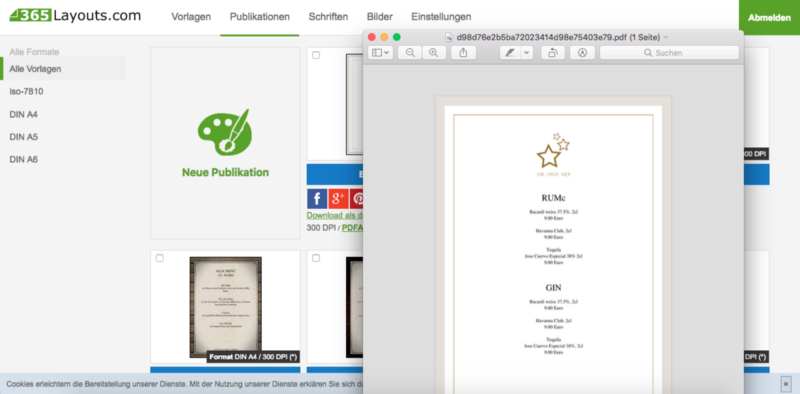 365Layouts.com
Vorlagen
Publikationen
Schriften
Bilder
Einstellungen
Abmelden
Alle Formate
Alle Vorlagen
iso-7810
DIN A4
DIN A5
DIN A6
Neue Publikation
Download als d
300 DPI / PDFA
Format DIN A4 / 300 DPI (*)
00 DPI
DPI (*)
d98d76e2b5ba72023414d98e75403e79.pdf (1 Seite)
Suchen
RUMc
Bacardi weiss 37.5%, 2cl
9.00 Euro
Havanna Club, 2cl
9.00 Euro
Tequila
Jose Cuervo Especial 38% 2cl
9.00 Euro
GIN
Bacardi weiss 37.5%, 2cl
9.00 Euro
Havanna Club, 2cl
9.00 Euro
Tequila
Jose Cuervo Especial 38%, 2cl
9.00 Euro
Cookies erleichtern die Bereitstellung unserer Dienste. Mit der Nutzung unserer Dienste erklären Sie sich da